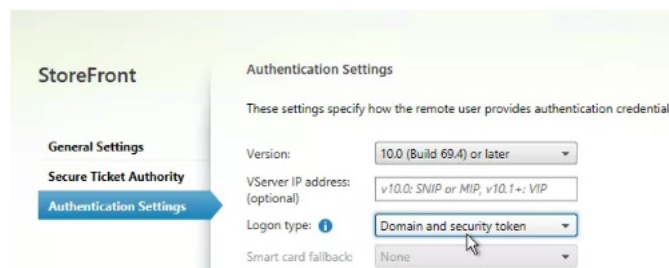 StoreFront
Authentication Settings
These settings specify how the remote user provides authentication credential
General Settings
Secure Ticket Authority
Authentication Settings
Version:
10.0 (Build 69.4) or later
VServer IP address:
(optional)
v10.0: SNIP or MIP, v10.1+: VIP
Logon type:
Domain and security token
Smart card fallback:
None